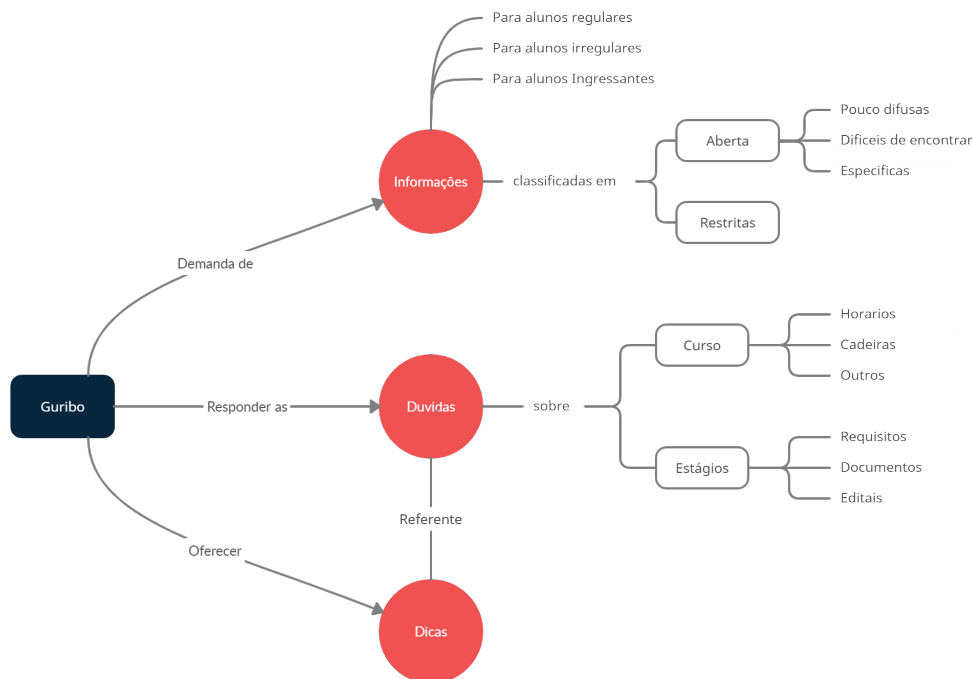 Para alunos regulares
Para alunos irregulares
Para alunos Ingressantes
Pouco difusas
Aberta
Dificeis de encontrar
Especificas
Informações
classificadas em
Restritas
Demanda de
Horarios
Curso
Cadeiras
Outros
Guribo
Responder as
Duvidas
sobre
Requisitos
Estágios
Documentos
Editais
Referente
Oferecer
Dicas